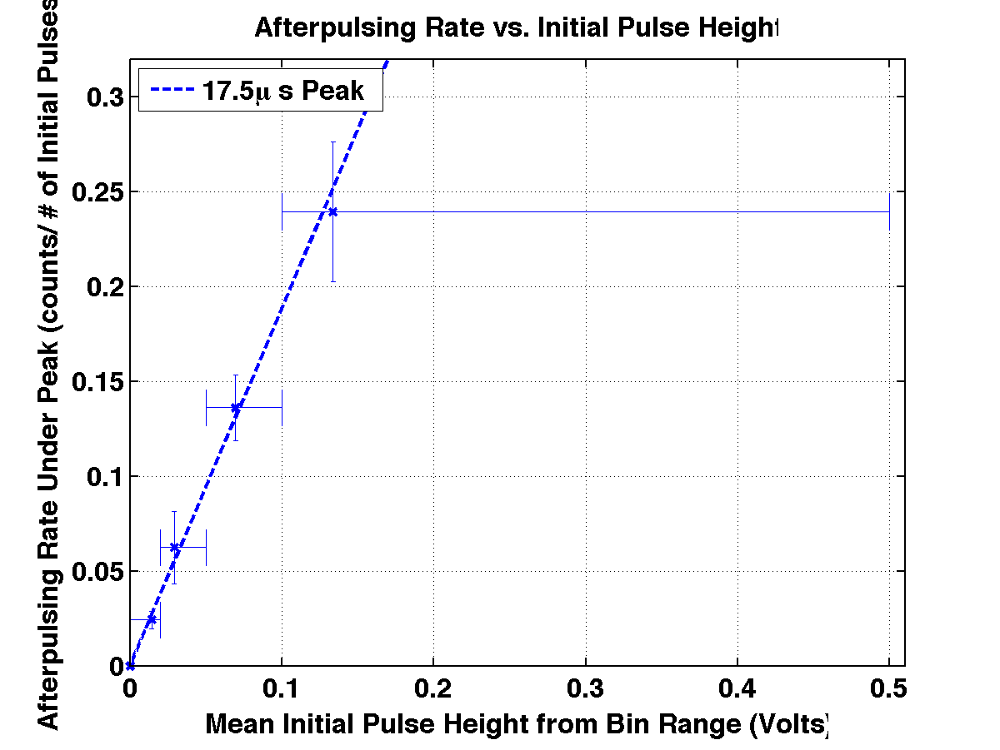 Afterpulsing Rate vs. Initial Pulse Height
17.5μ s Peak
Afterpulsing Rate Under Peak (counts/# of Initial Pulses
0.3
0.25
0.2
0.15
0.1
0.05
0
0 0.1 0.2 0.3 0.4 0.5
Mean Initial Pulse Height from Bin Range (Volts)